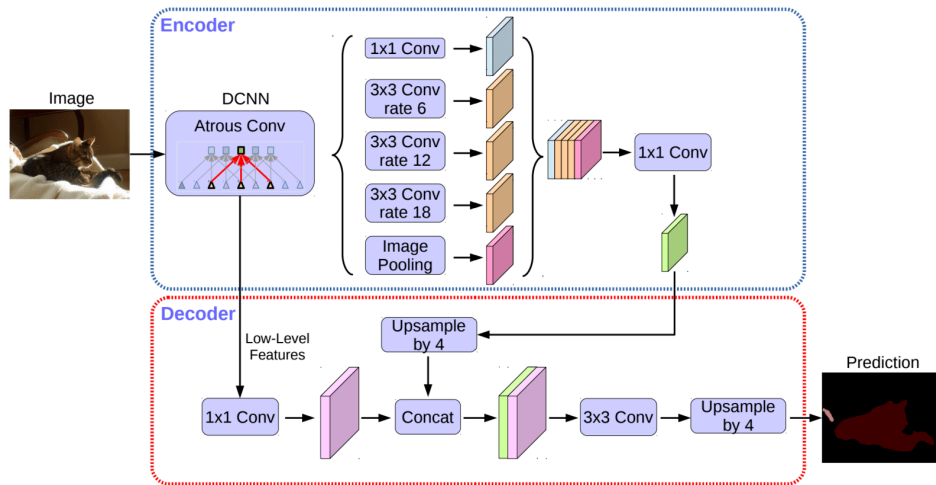 Encoder
Image
DCNN
Atrous Conv
1x1 Conv
3x3 Conv
rate 6
3x3 Conv
rate 12
3x3 Conv
rate 18
Image
Pooling
1x1 Conv
Decoder
Low-Level
Features
Upsample
by 4
1x1 Conv
Concat
3x3 Conv
Upsample
by 4
Prediction